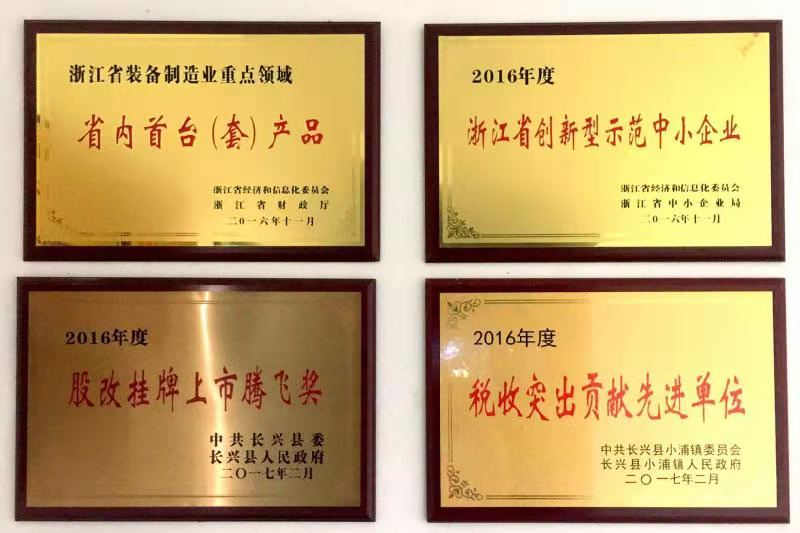 浙江省装备制造业重点领域
省内首台(套)产品
浙江省经济和信息化委员会
浙江省财政厅
二〇一六年十一月
2016年度
浙江省创新型示范中小企业
浙江省经济和信息化委员会
浙江省中小企业局
二〇一六年十一月
2016年度
股改挂牌上市腾飞奖
中共长兴县委
长兴县人民政府
二〇一七年二月
2016年度
税收突出贡献先进单位
中共长兴县小浦镇委员会
长兴县小浦镇人民政府
二〇一七年二月